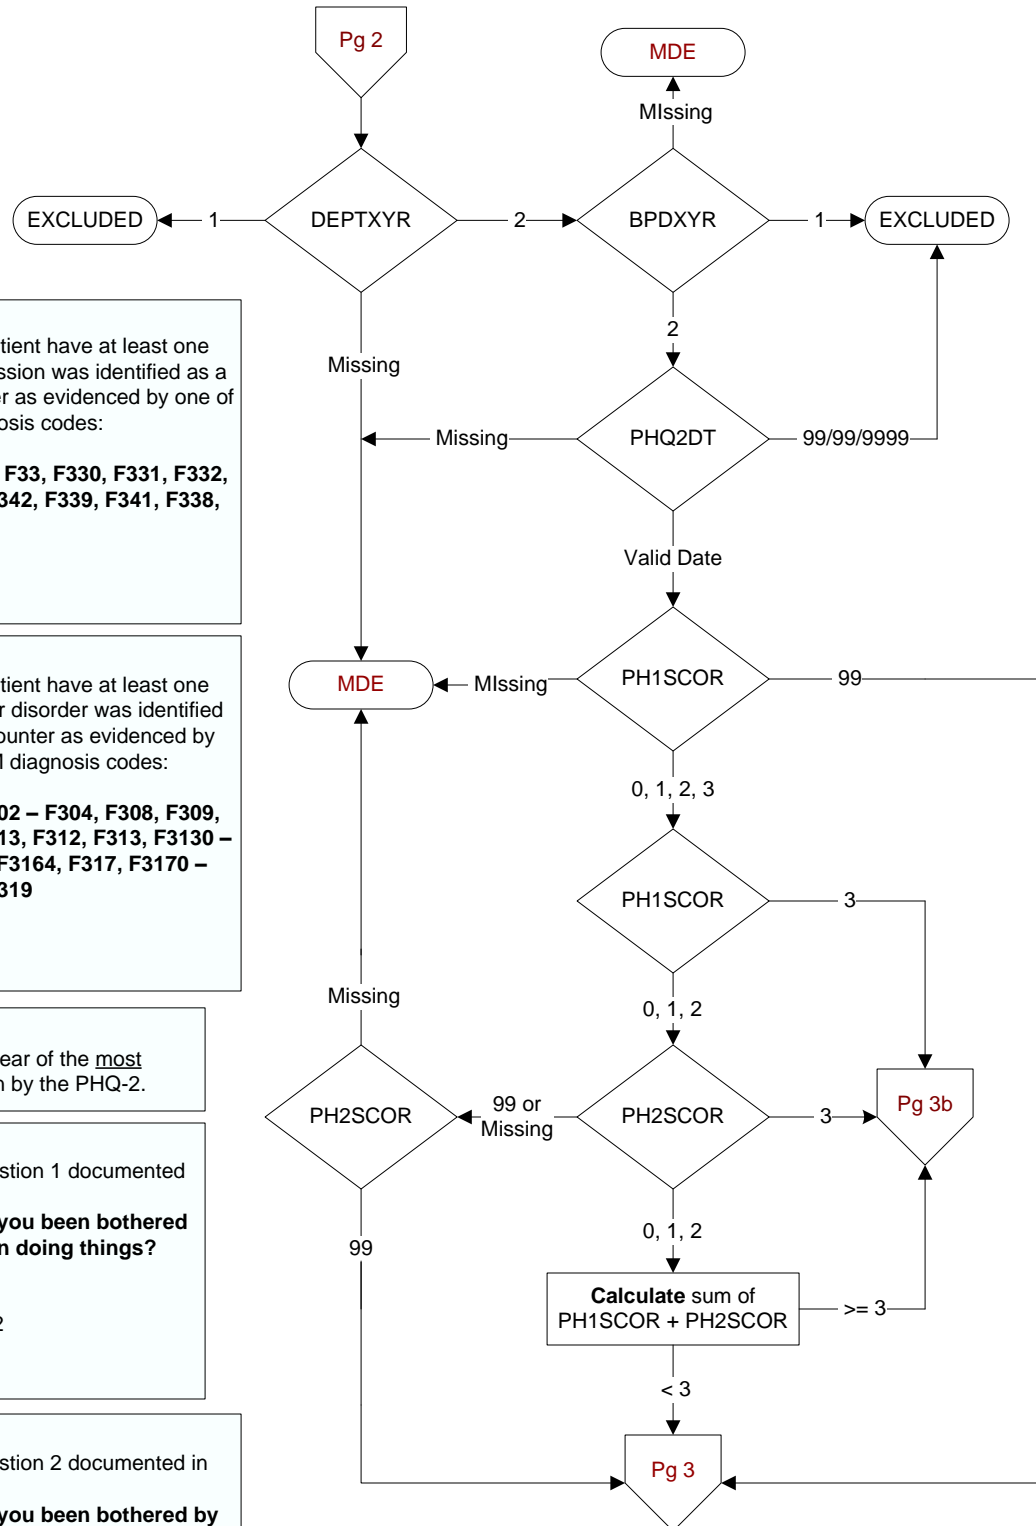 Pg 2
MDE
MIssing
EXCLUDED
1
DEPTXYR
2
BPDXYR
1
EXCLUDED
2
Missing
Missing
PHQ2DT
99/99/9999
Valid Date
MDE
MIssing
PH1SCOR
99
0, 1, 2, 3
PH1SCOR
3
0, 1, 2
Missing
PH2SCOR
99 or
Missing
PH2SCOR
3
Pg 3b
99
0, 1, 2
Calculate sum of
PH1SCOR + PH2SCOR
>= 3
< 3
Pg 3
tient have at least one
ssion was identified as a
er as evidenced by one of
osis codes:
F33, F330, F331, F332,
342, F339, F341, F338,
tient have at least one
r disorder was identified
ounter as evidenced by
M diagnosis codes:
02 – F304, F308, F309,
13, F312, F313, F3130 –
F3164, F317, F3170 –
319
ear of the most
n by the PHQ-2.
stion 1 documented
you been bothered
n doing things?
2
stion 2 documented in
you been bothered by